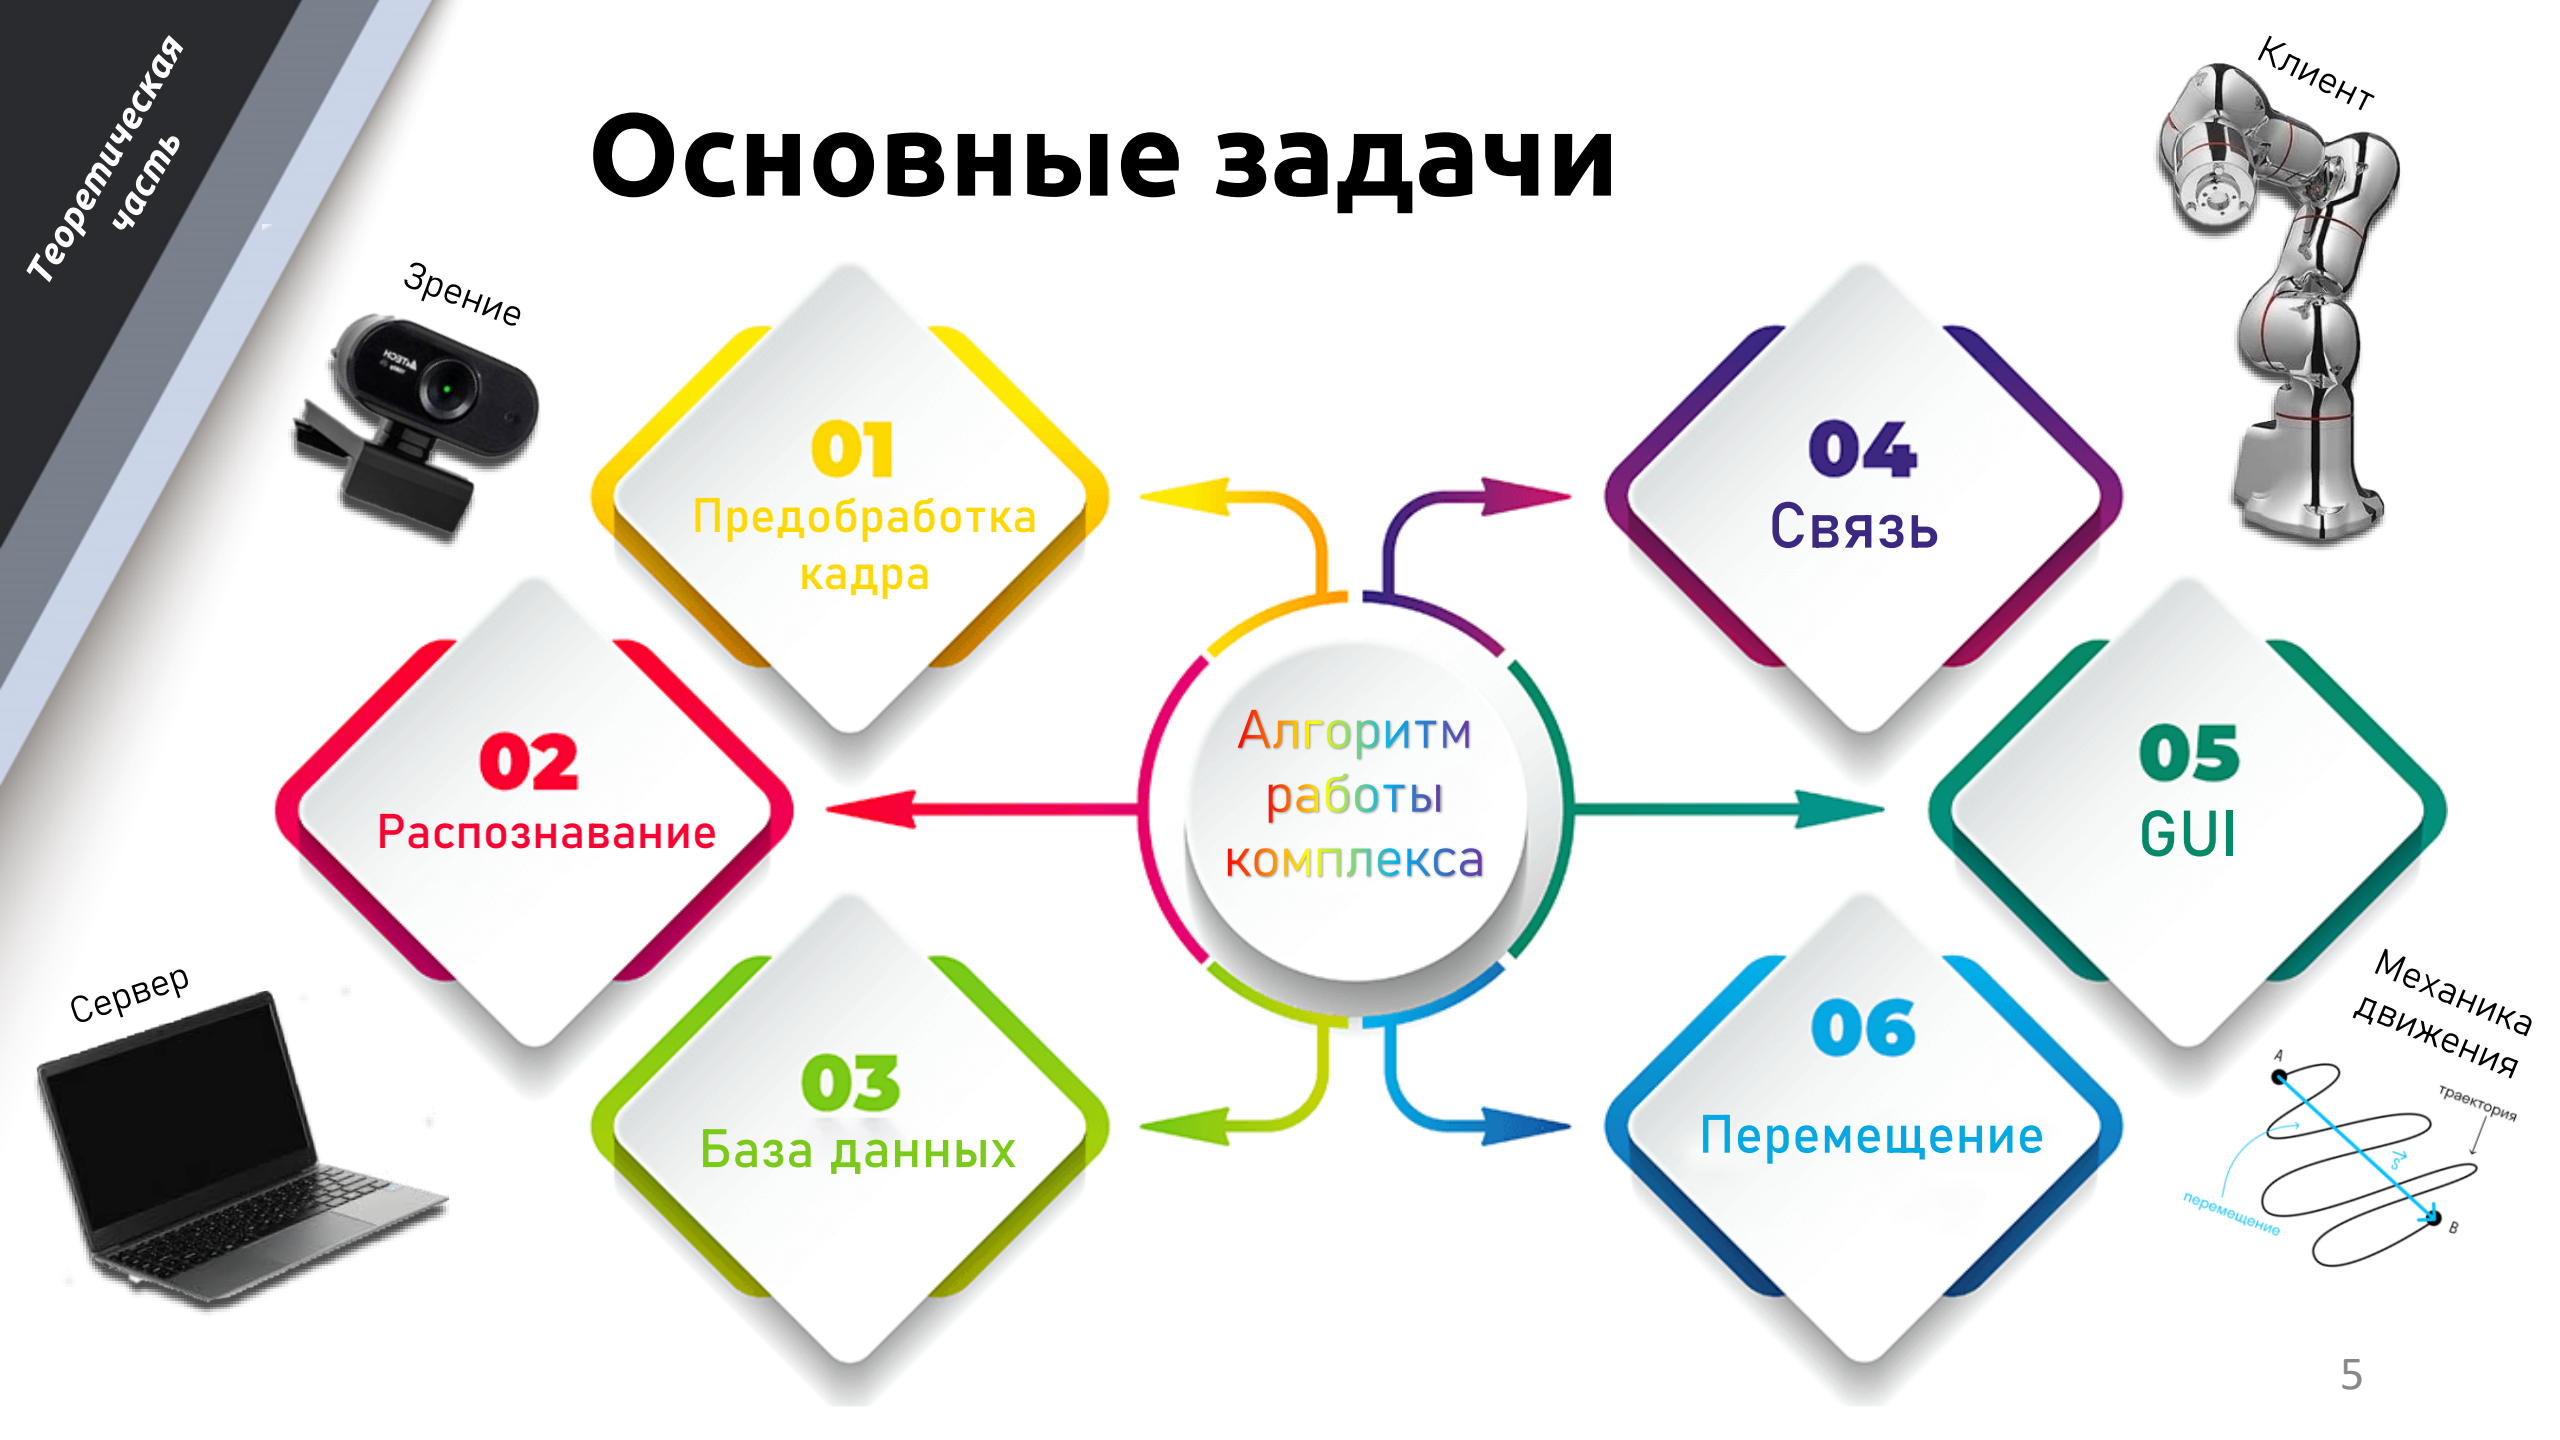 Теоретическая
часть
Основные задачи
Клиент
Зрение
01
Предобработка
кадра
04
Связь
02
Распознавание
Алгоритм
работы
комплекса
05
GUI
Сервер
03
База данных
06
Перемещение
Механика
движения
A
траектория
S
перемещение
B
5